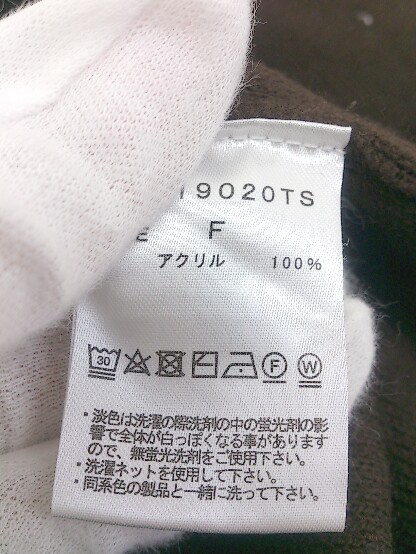 19020TS
F
アクリル 100%
30 F W
・淡色は洗濯の際洗剤の中の蛍光剤の影
響で全体が白っぽくなる事があります
ので、無蛍光洗剤をご使用下さい。
・洗濯ネットを使用して下さい。
・同系色の製品と一緒に洗って下さい。